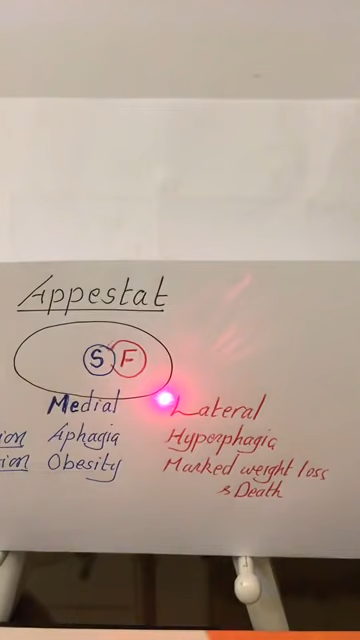 Appestat
S F
Medial Lateral
Aphagia Hyperphagia
Obesity Marked weight loss
& Death